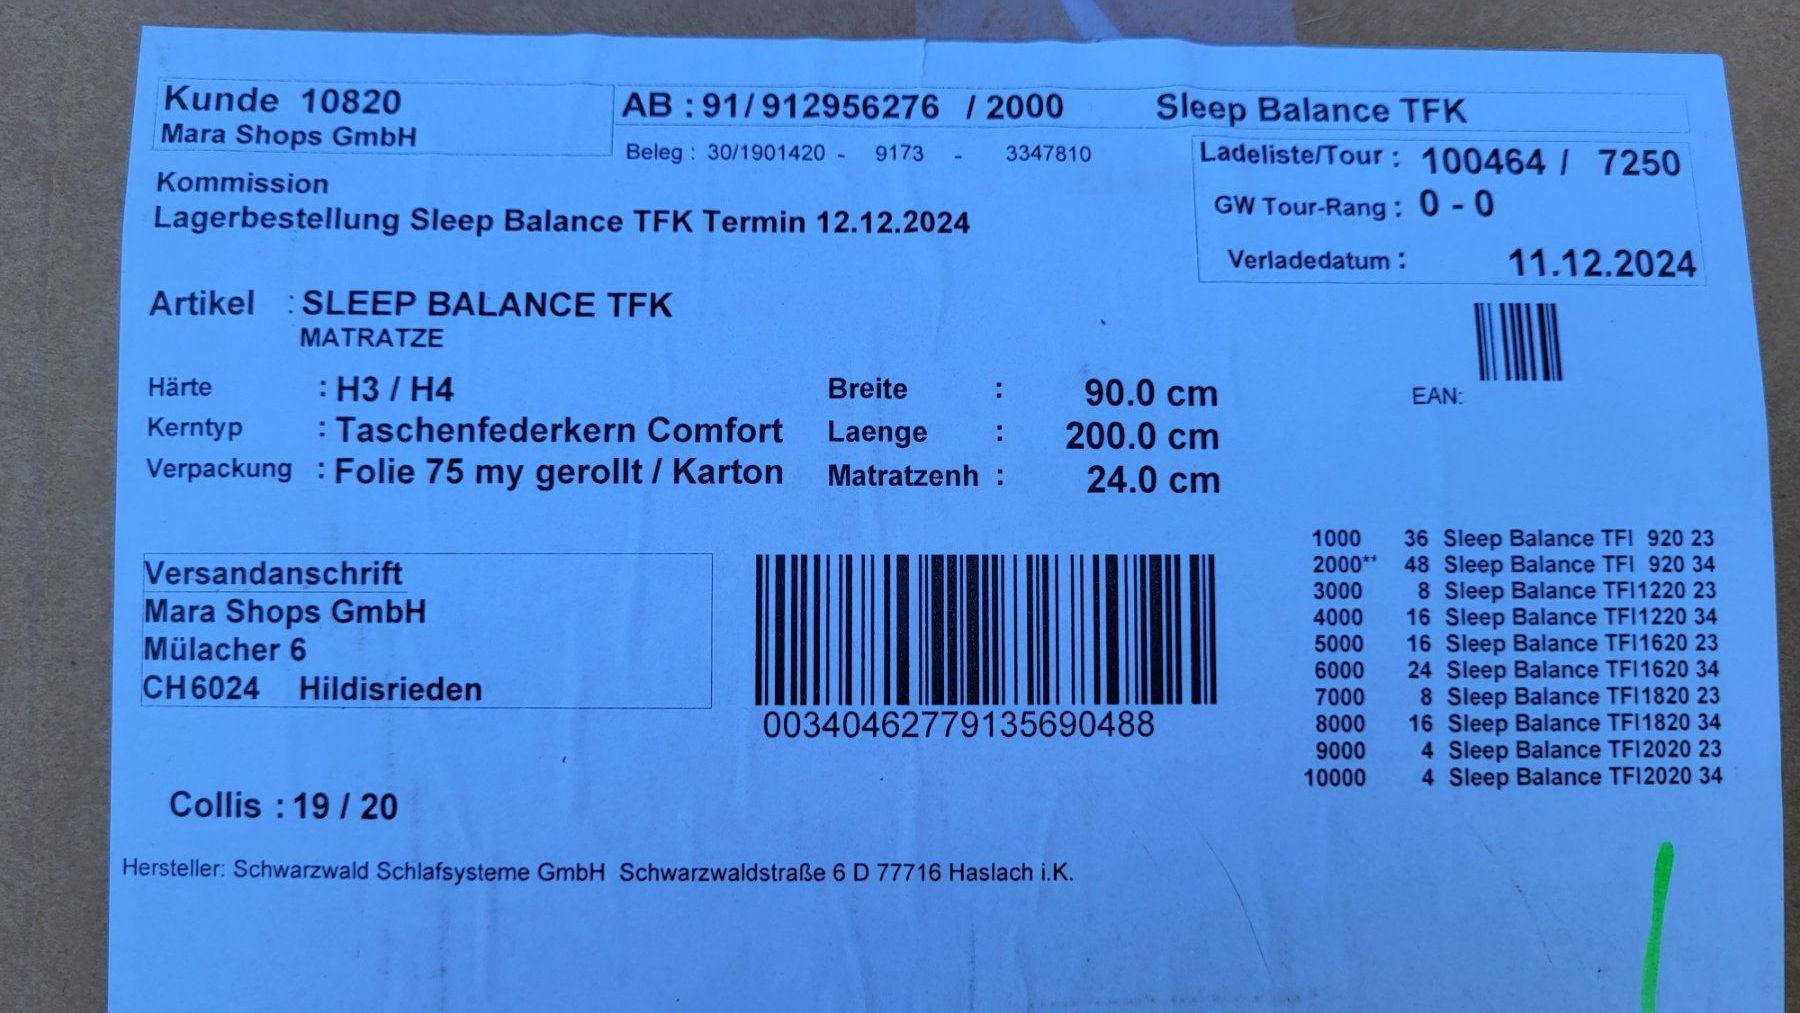 Kunde 10820
Mara Shops GmbH
AB : 91/ 912956276 / 2000 Sleep Balance TFK
Beleg : 30/1901420 - 9173 - 3347810
Ladeliste/Tour : 100464 / 7250
GW Tour-Rang : 0 - 0
Verladedatum : 11.12.2024
Kommission
Lagerbestellung Sleep Balance TFK Termin 12.12.2024
Artikel : SLEEP BALANCE TFK
MATRATZE
Härte : H3 / H4
Kerntyp : Taschenfederkern Comfort
Verpackung : Folie 75 my gerollt / Karton
Breite : 90.0 cm
Laenge : 200.0 cm
Matratzenh : 24.0 cm
EAN:
Versandanschrift
Mara Shops GmbH
Mülacher 6
CH6024 Hildisrieden
00340462779135690488
1000 36 Sleep Balance TFI 920 23
2000** 48 Sleep Balance TFI 920 34
3000 8 Sleep Balance TFI1220 23
4000 16 Sleep Balance TFI1220 34
5000 16 Sleep Balance TFI1620 23
6000 24 Sleep Balance TFI1620 34
7000 8 Sleep Balance TFI1820 23
8000 16 Sleep Balance TFI1820 34
9000 4 Sleep Balance TFI2020 23
10000 4 Sleep Balance TFI2020 34
Collis : 19 / 20
Hersteller: Schwarzwald Schlafsysteme GmbH Schwarzwaldstraße 6 D 77716 Haslach i.K.